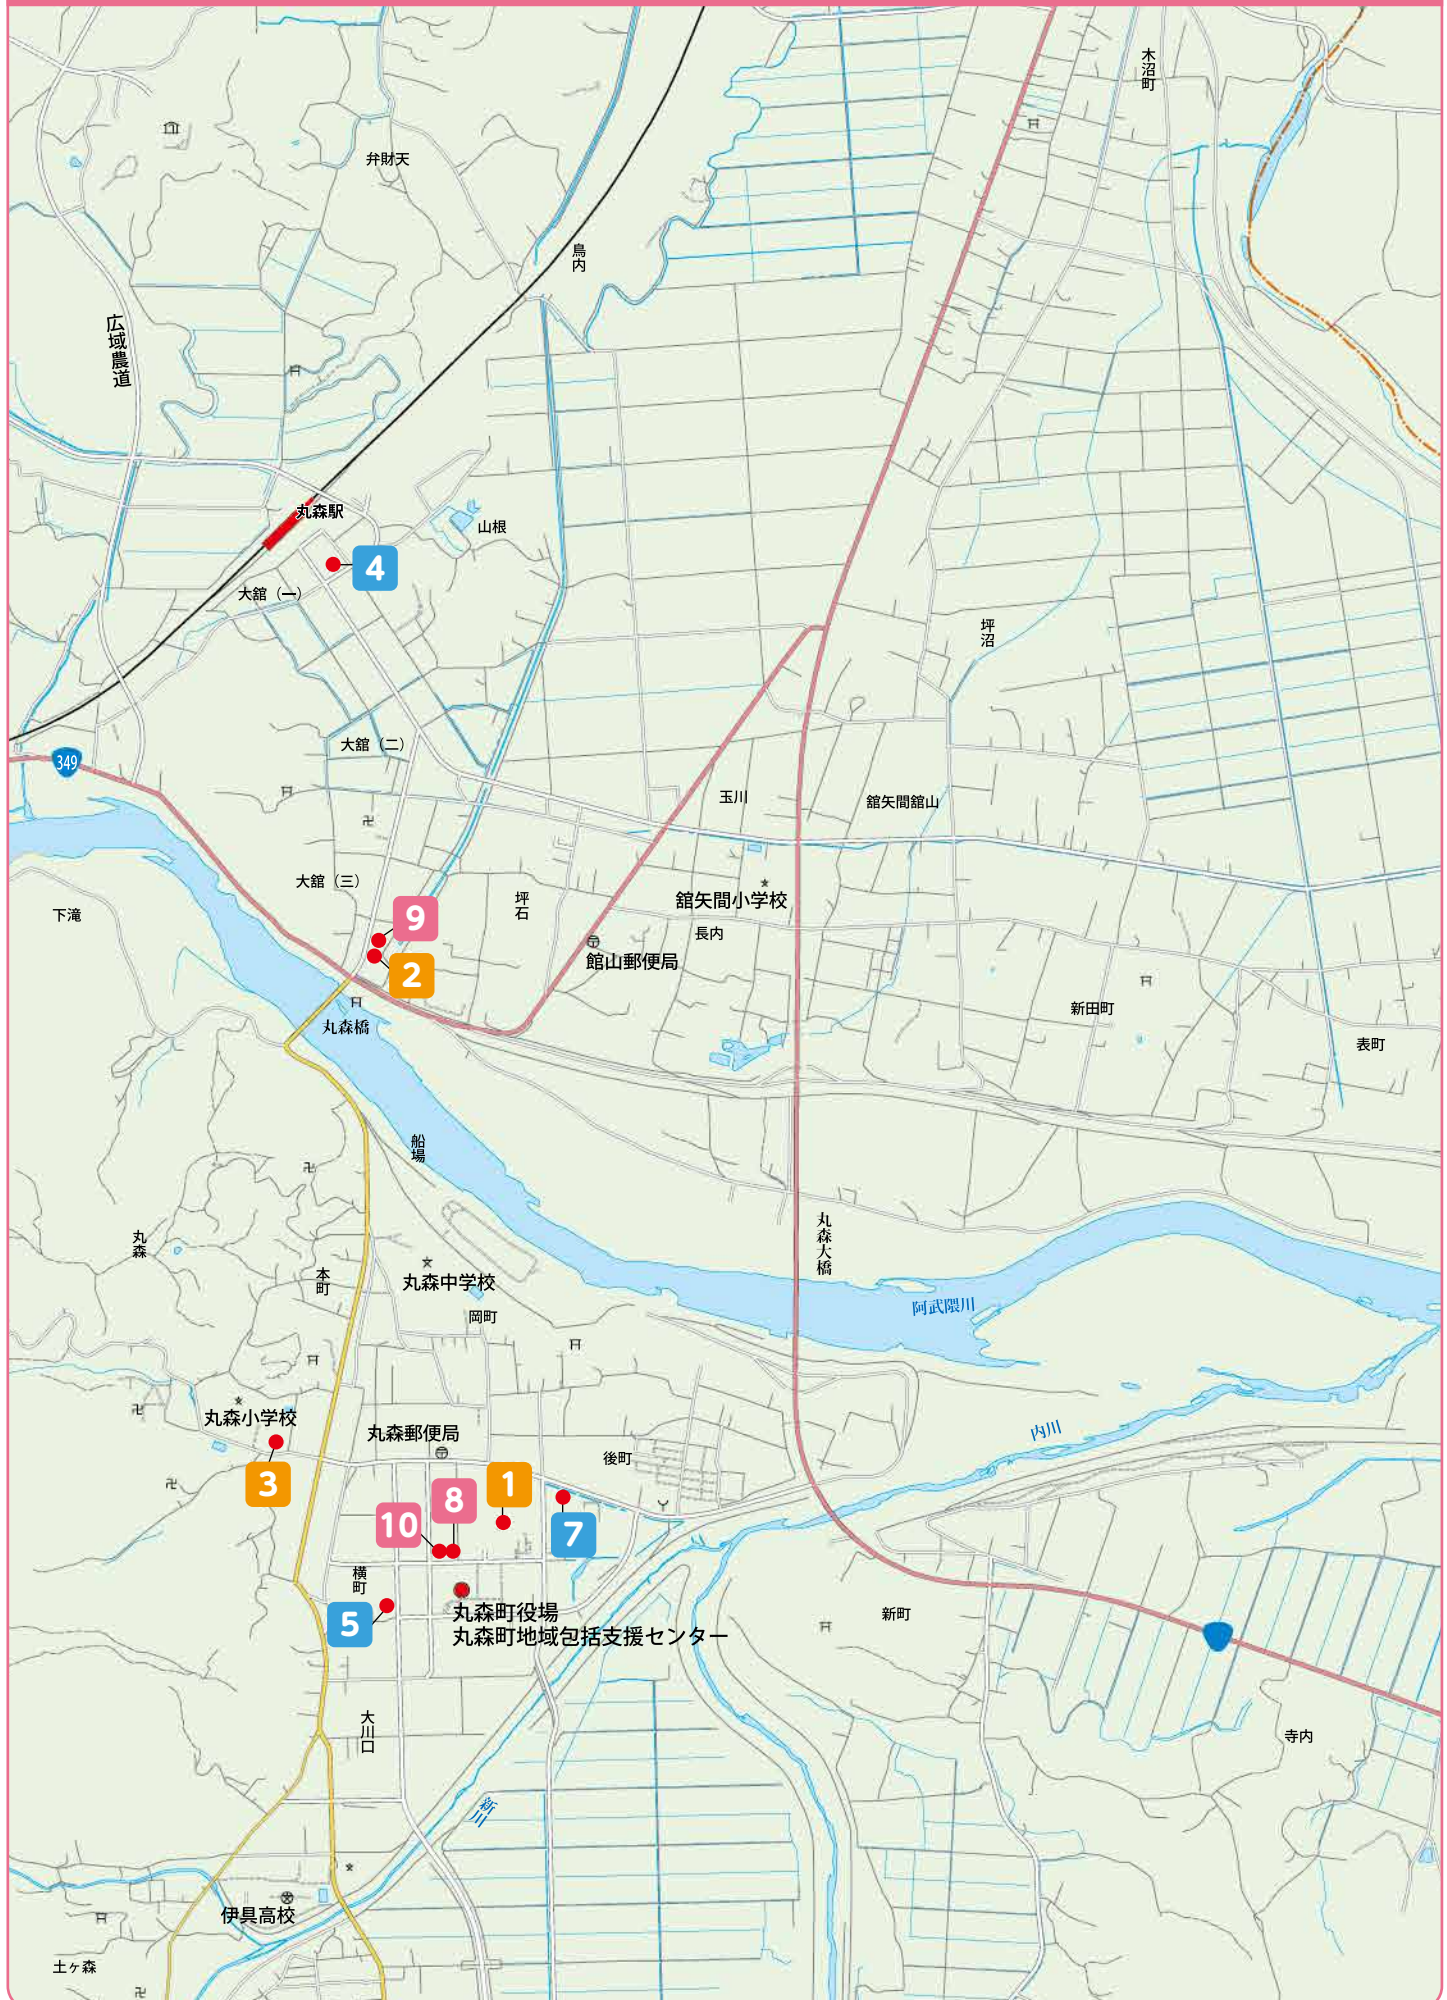 木沼町
弁財天
鳥内
広域農道
丸森駅
山根
4
大舘（一）
坪沼
大舘（二）
349
玉川
舘矢間舘山
大舘（三）
舘矢間小学校
坪石
9
下滝
長内
館山郵便局
2
新田町
丸森橋
表町
船場
丸森
丸森大橋
本町
丸森中学校
阿武隈川
岡町
丸森小学校
内川
丸森郵便局
後町
3
1
8
10
7
横町
丸森町役場
5
新町
丸森町地域包括支援センター
大川口
寺内
新川
伊具高校
土ヶ森